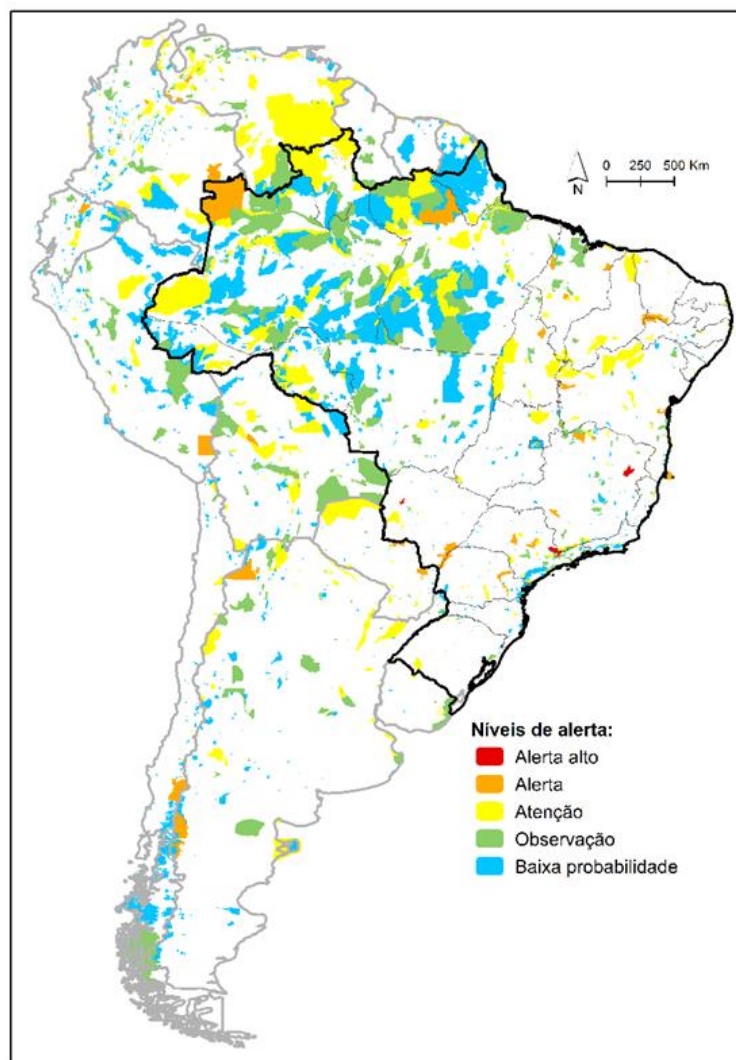 0 250 500 Km
N
Níveis de alerta:
Alerta alto
Alerta
Atenção
Observação
Baixa probabilidade